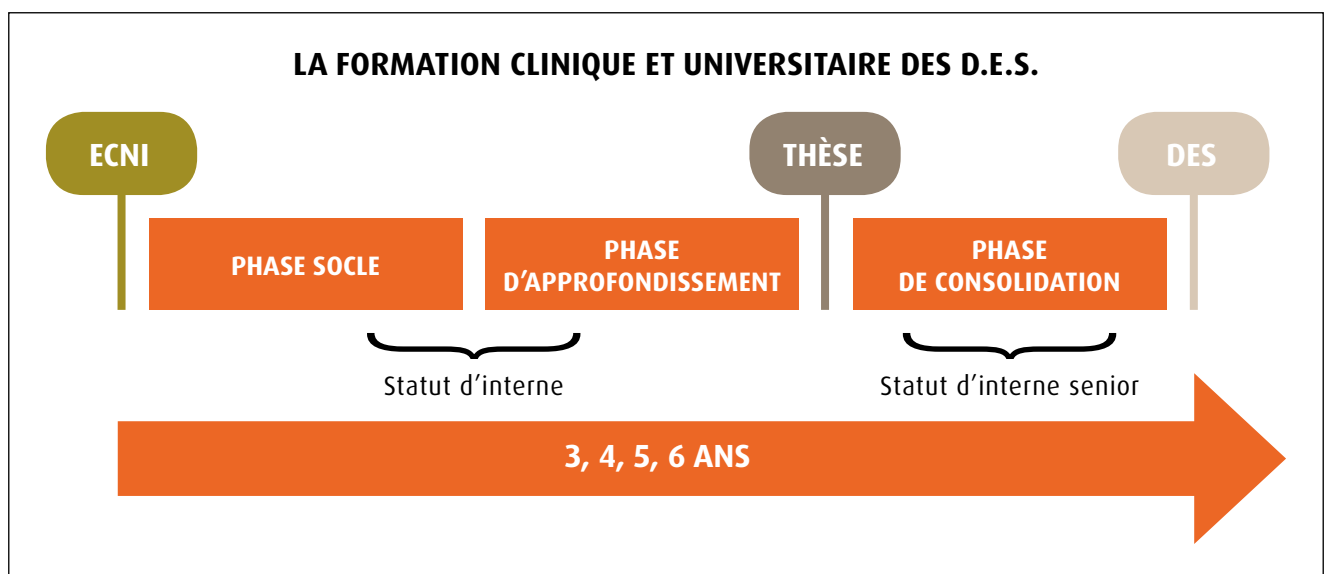 LA FORMATION CLINIQUE ET UNIVERSITAIRE DES D.E.S.
ECNI
THÈSE
DES
PHASE SOCLE
PHASE
D'APPROFONDISSEMENT
PHASE
DE CONSOLIDATION
Statut d'interne
Statut d'interne senior
3, 4, 5, 6 ANS